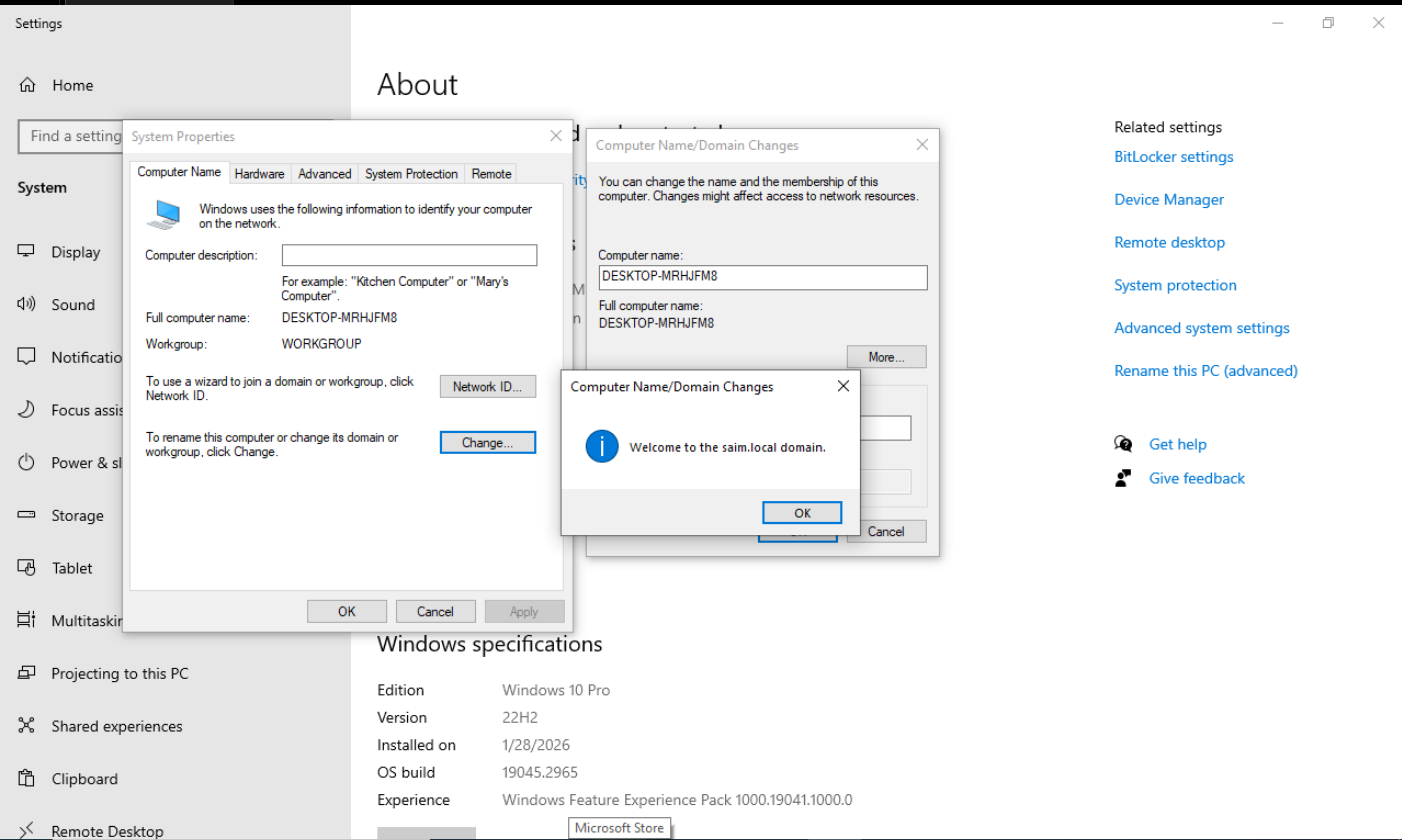 Settings
Home
Find a setting
System
Display
Sound
Notificatio
Focus assis
Power & sl
Storage
Tablet
Multitaskin
Projecting to this PC
Shared experiences
Clipboard
Remote Desktop
About
System Properties
Computer Name
Hardware
Advanced
System Protection
Remote
Windows uses the following information to identify your computer
on the network.
Computer description:
For example: "Kitchen Computer" or "Mary's
Computer".
Full computer name:
DESKTOP-MRHJFM8
Workgroup:
WORKGROUP
To use a wizard to join a domain or workgroup, click
Network ID.
Network ID...
To rename this computer or change its domain or
workgroup, click Change.
Change...
OK
Cancel
Apply
Computer Name/Domain Changes
You can change the name and the membership of this
computer. Changes might affect access to network resources.
Computer name:
DESKTOP-MRHJFM8
Full computer name:
DESKTOP-MRHJFM8
More...
Cancel
Computer Name/Domain Changes
Welcome to the saim.local domain.
OK
Windows specifications
Edition
Windows 10 Pro
Version
22H2
Installed on
1/28/2026
OS build
19045.2965
Experience
Windows Feature Experience Pack 1000.19041.1000.0
Microsoft Store
Related settings
BitLocker settings
Device Manager
Remote desktop
System protection
Advanced system settings
Rename this PC (advanced)
Get help
Give feedback